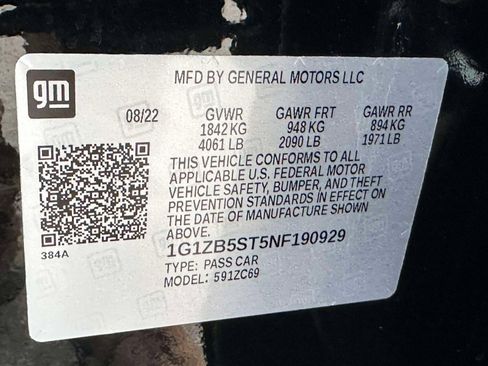 gm
MFD BY GENERAL MOTORS LLC
08/22 GVWR GAWR FRT GAWR RR
1842 KG 948 KG 894 KG
4061 LB 2090 LB 1971 LB
THIS VEHICLE CONFORMS TO ALL
APPLICABLE U.S. FEDERAL MOTOR
VEHICLE SAFETY, BUMPER, AND THEFT
PREVENTION STANDARDS IN EFFECT ON
THE DATE OF MANUFACTURE SHOWN
ABOVE.
384A
1G1ZB5ST5NF190929
TYPE: PASS CAR
MODEL: 591ZC69